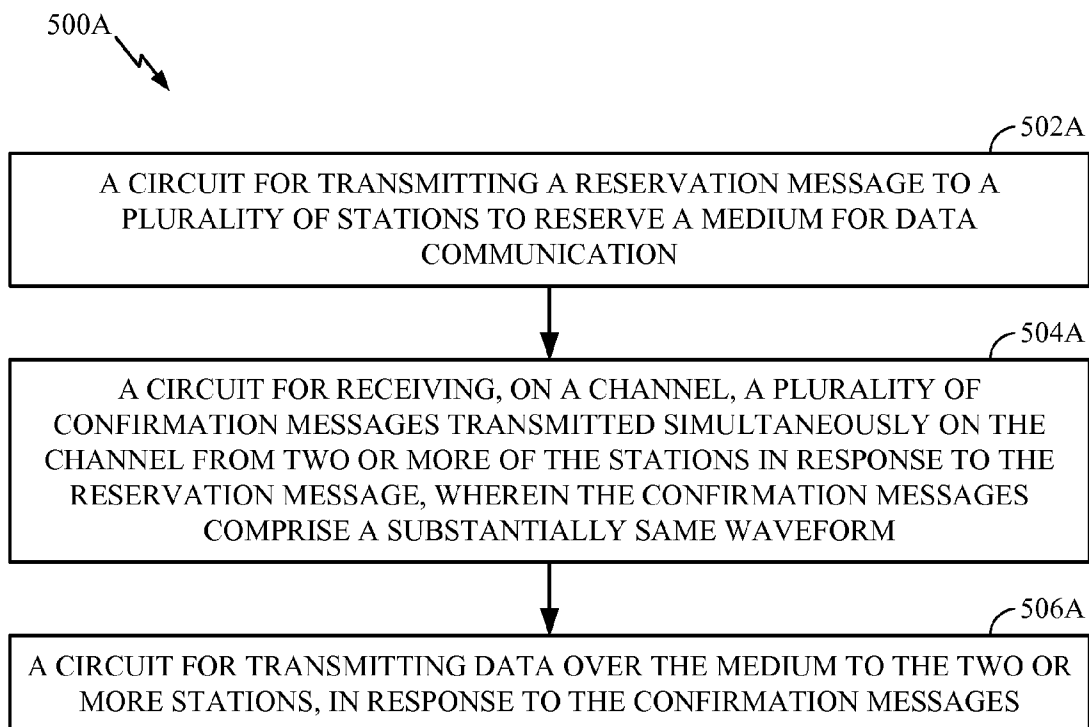 500A
502A
A CIRCUIT FOR TRANSMITTING A RESERVATION MESSAGE TO A
PLURALITY OF STATIONS TO RESERVE A MEDIUM FOR DATA
COMMUNICATION
504A
A CIRCUIT FOR RECEIVING, ON A CHANNEL, A PLURALITY OF
CONFIRMATION MESSAGES TRANSMITTED SIMULTANEOUSLY ON THE
CHANNEL FROM TWO OR MORE OF THE STATIONS IN RESPONSE TO THE
RESERVATION MESSAGE, WHEREIN THE CONFIRMATION MESSAGES
COMPRISE A SUBSTANTIALLY SAME WAVEFORM
506A
A CIRCUIT FOR TRANSMITTING DATA OVER THE MEDIUM TO THE TWO OR
MORE STATIONS, IN RESPONSE TO THE CONFIRMATION MESSAGES